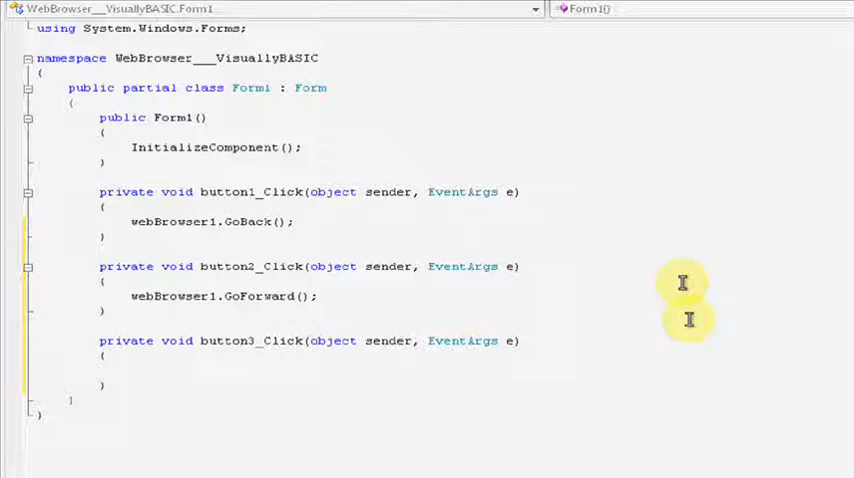 WebBrowser___VisuallyBASIC.Form1
Form1()
using System.Windows.Forms;
namespace WebBrowser___VisuallyBASIC
{
public partial class Form1 : Form
{
public Form1()
{
InitializeComponent();
}
private void button1_Click(object sender, EventArgs e)
{
webBrowser1.GoBack();
}
private void button2_Click(object sender, EventArgs e)
{
webBrowser1.GoForward();
}
private void button3_Click(object sender, EventArgs e)
{
}
}
}